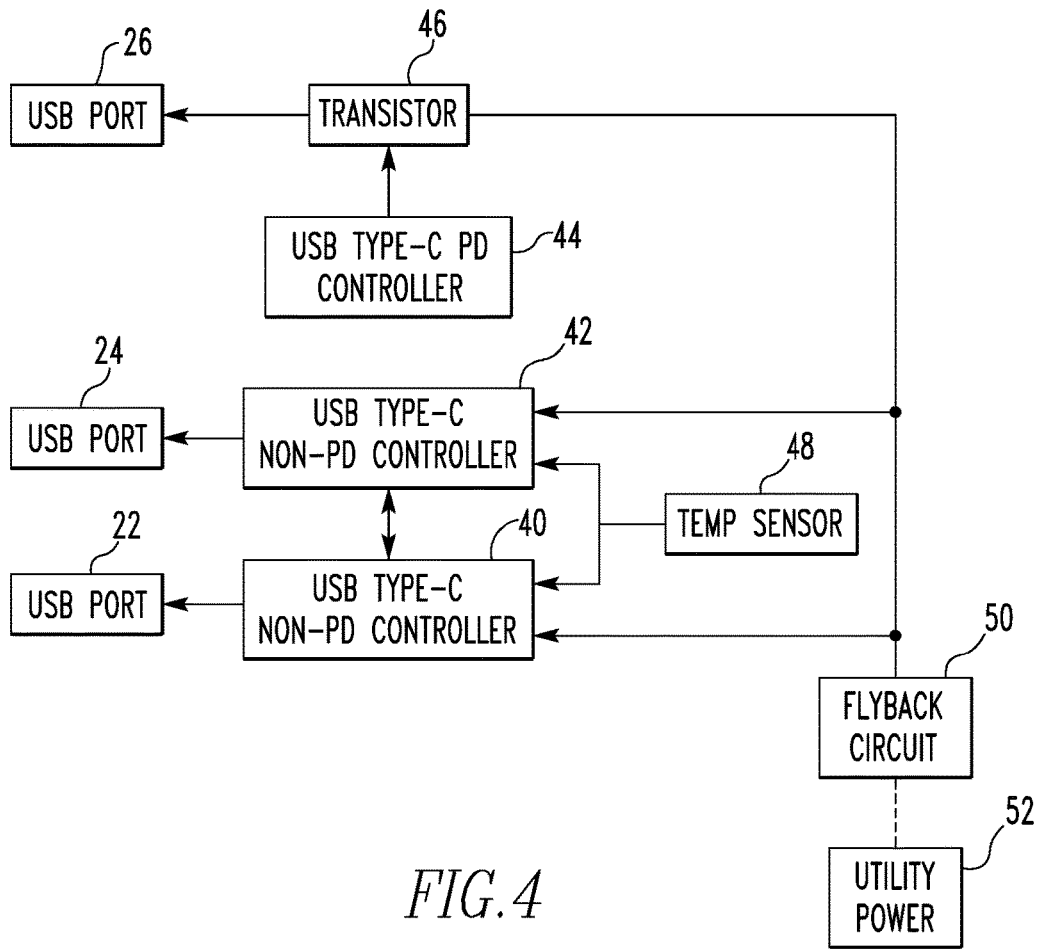 26
46
USB PORT
TRANSISTOR
USB TYPE-C PD
CONTROLLER
44
24
42
USB PORT
USB TYPE-C
NON-PD CONTROLLER
48
TEMP SENSOR
22
40
USB PORT
USB TYPE-C
NON-PD CONTROLLER
50
FLYBACK
CIRCUIT
52
UTILITY
POWER
FIG.4